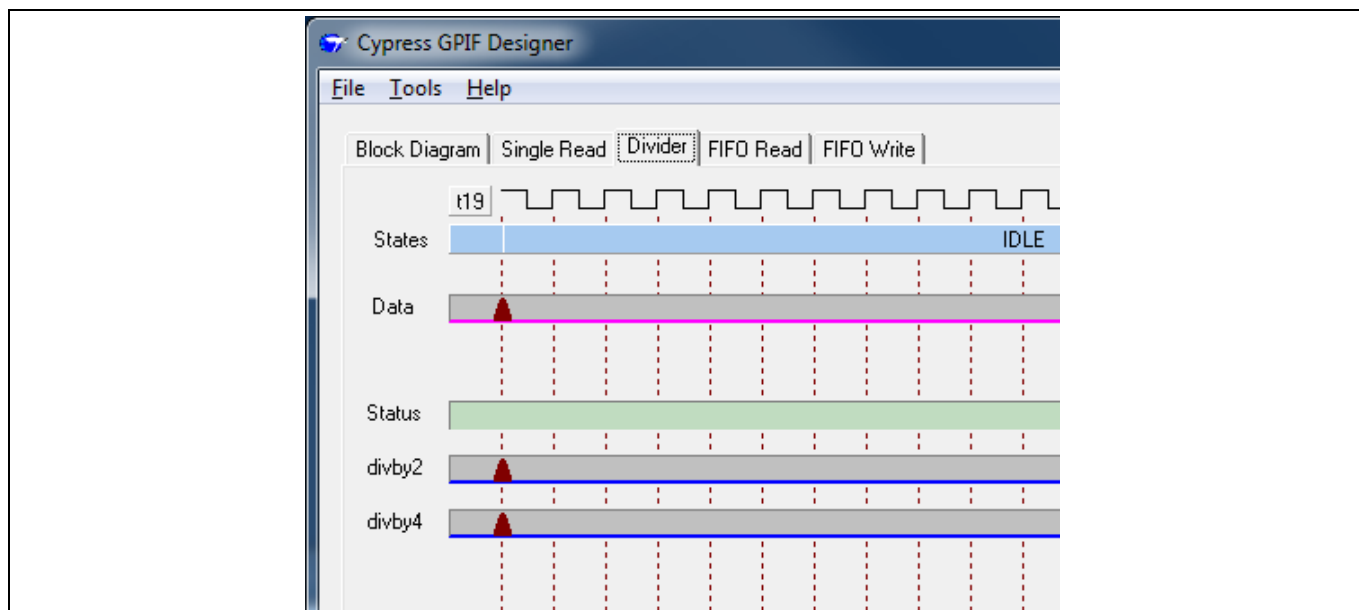 Cypress GPIF Designer
File Tools Help
Block Diagram Single Read Divider FIFO Read FIFO Write
t19
States IDLE
Data
Status
divby2
divby4